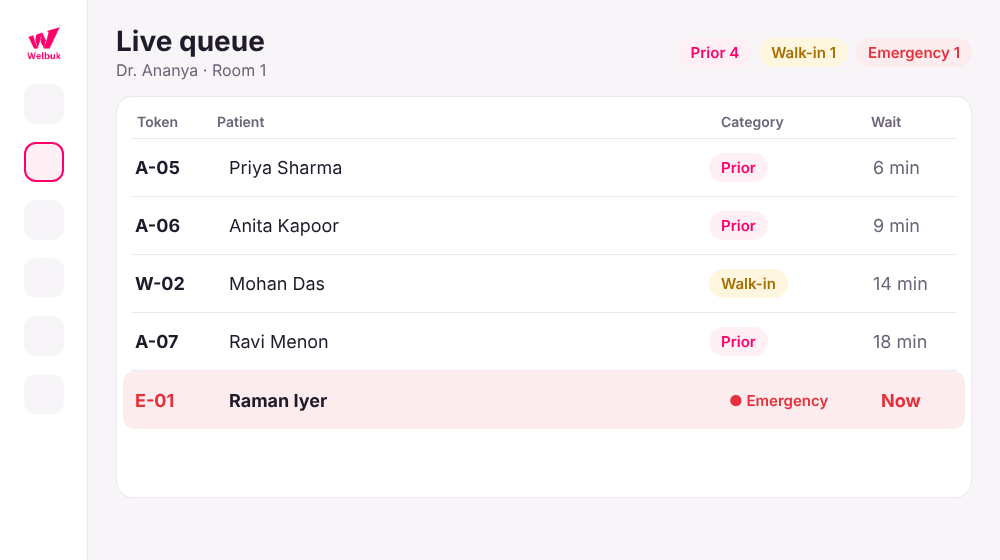 Welbuk
Live queue
Dr. Ananya · Room 1
Prior 4
Walk-in 1
Emergency 1
Token Patient Category Wait
A-05 Priya Sharma Prior 6 min
A-06 Anita Kapoor Prior 9 min
W-02 Mohan Das Walk-in 14 min
A-07 Ravi Menon Prior 18 min
E-01 Raman Iyer Emergency Now